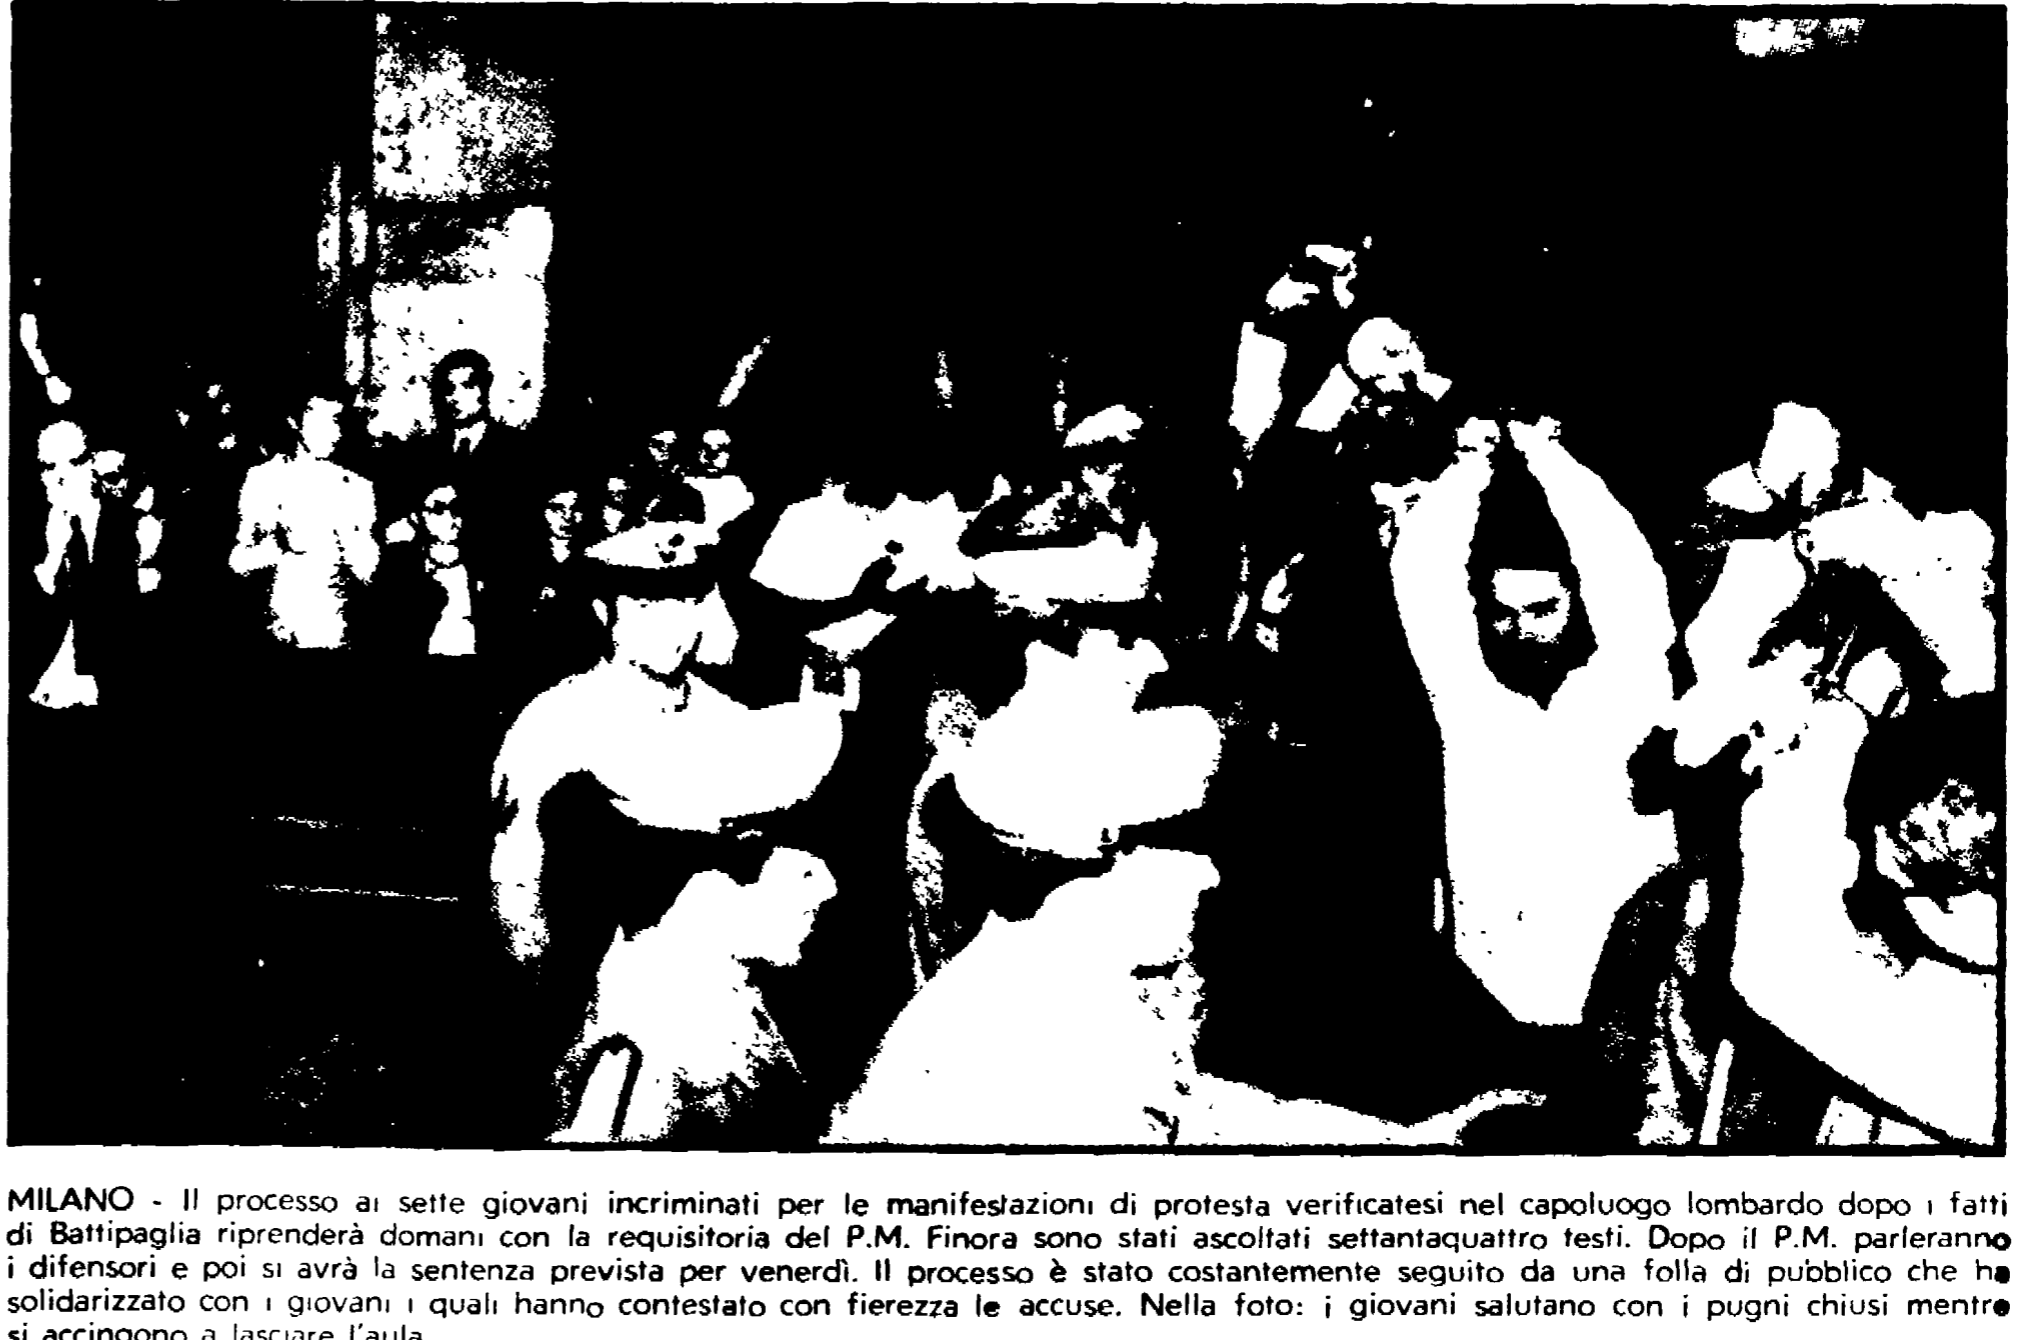 MILANO - Il processo ai sette giovani incriminati per le manifestazioni di protesta verificatesi nel capoluogo lombardo dopo i fatti
di Battipaglia riprenderà domani con la requisitoria del P.M. Finora sono stati ascoltati settantaquattro testi. Dopo il P.M. parleranno
i difensori e poi si avrà la sentenza prevista per venerdì. Il processo è stato costantemente seguito da una folla di pubblico che ha
solidarizzato con i giovani i quali hanno contestato con fierezza le accuse. Nella foto: i giovani salutano con i pugni chiusi mentre
si accingono a lasciare l'aula